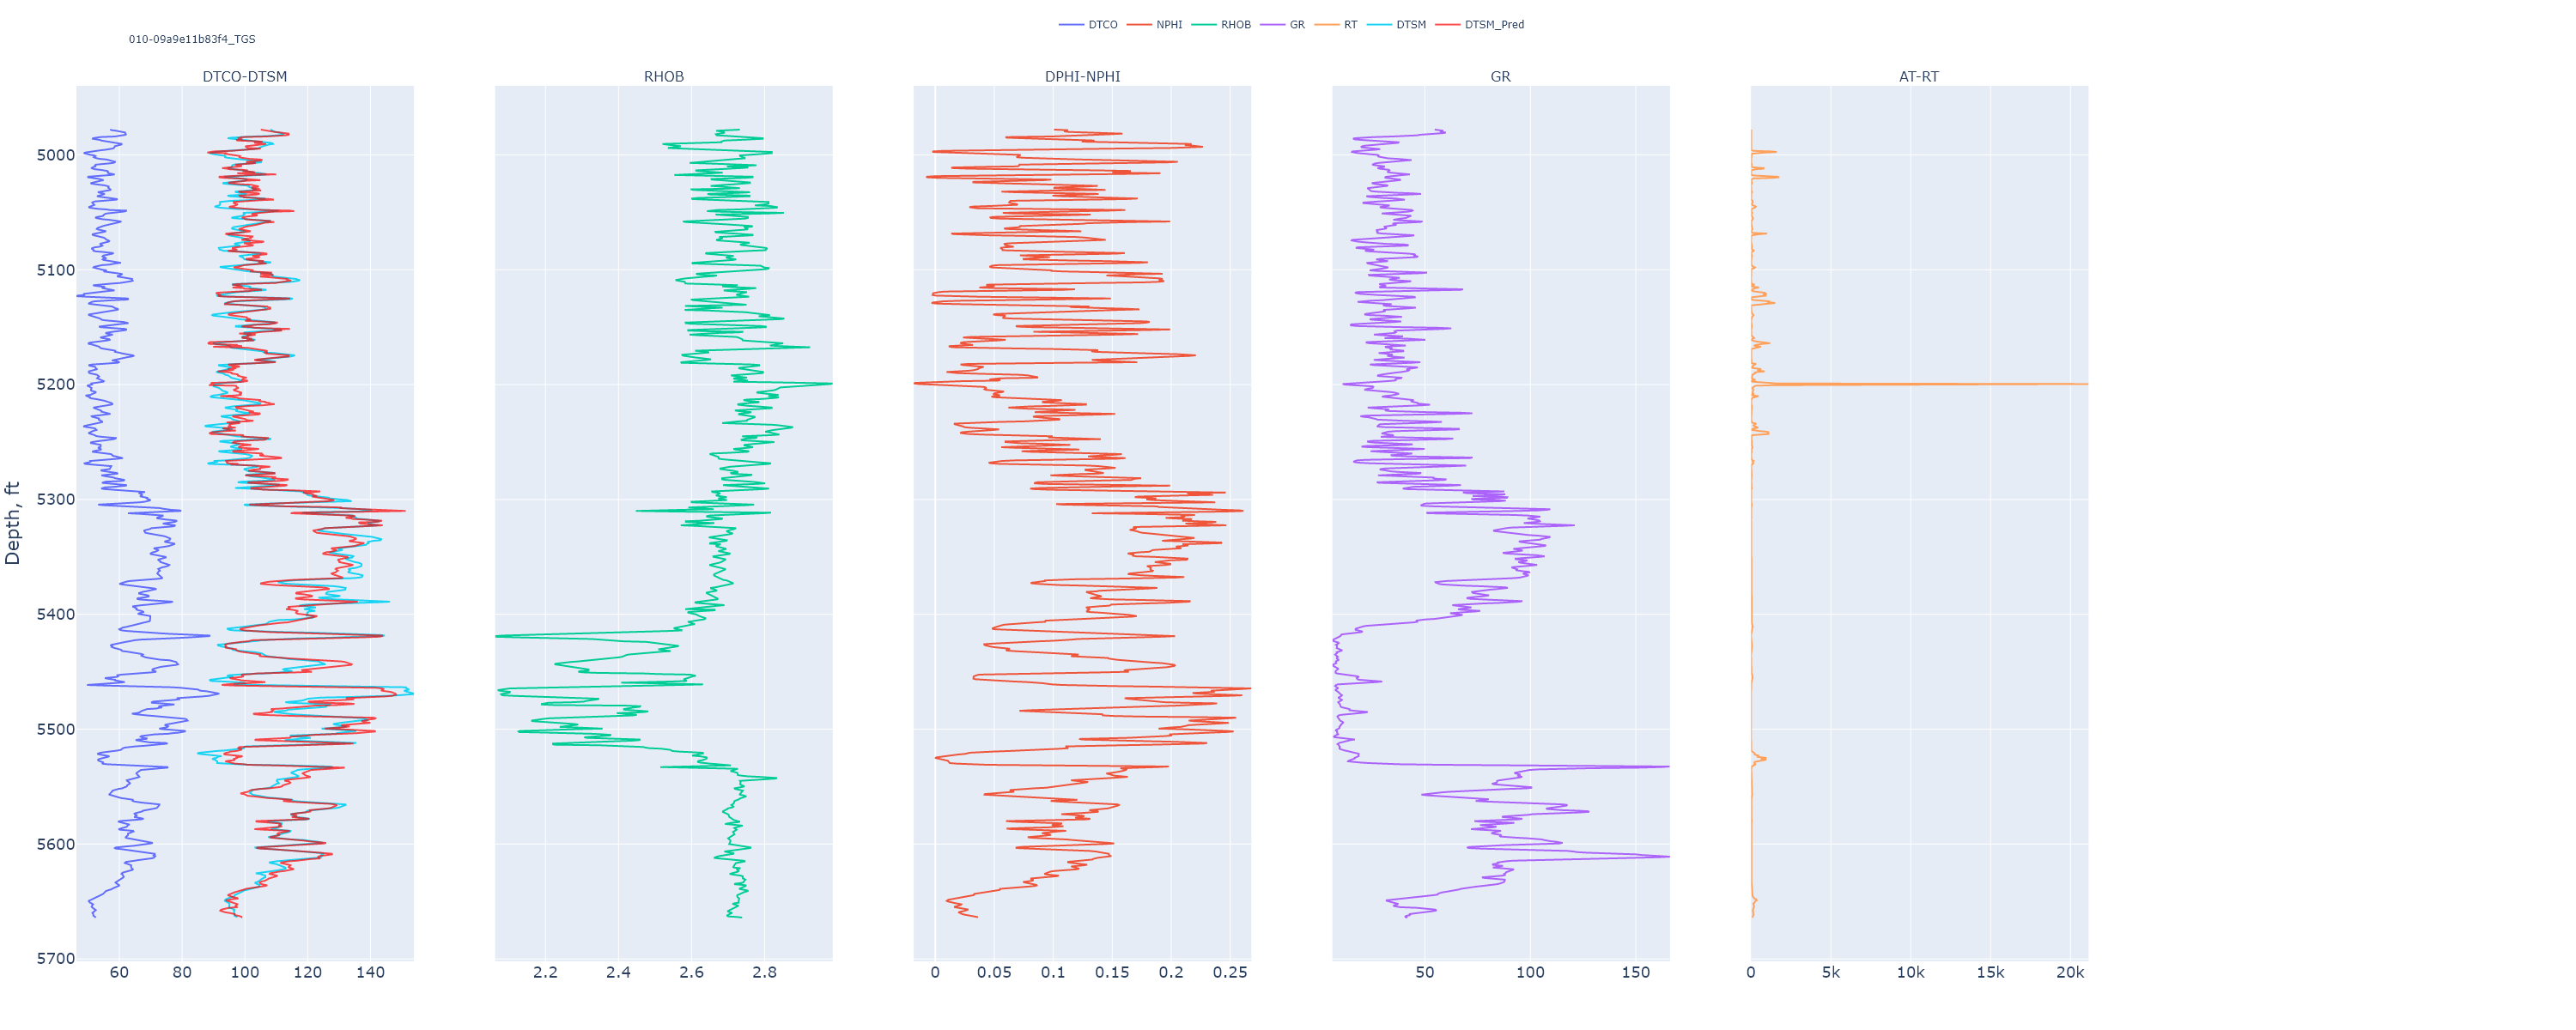 DTCO NPHI RHOB GR RT DTSM DTSM_Pred
010-09a9e11b83f4_TGS
DTCO-DTSM RHOB DPHI-NPHI GR AT-RT
5000
5100
5200
5300
5400
5500
5600
5700
Depth, ft
60 80 100 120 140 2.2 2.4 2.6 2.8 0 0.05 0.1 0.15 0.2 0.25 50 100 150 0 5k 10k 15k 20k